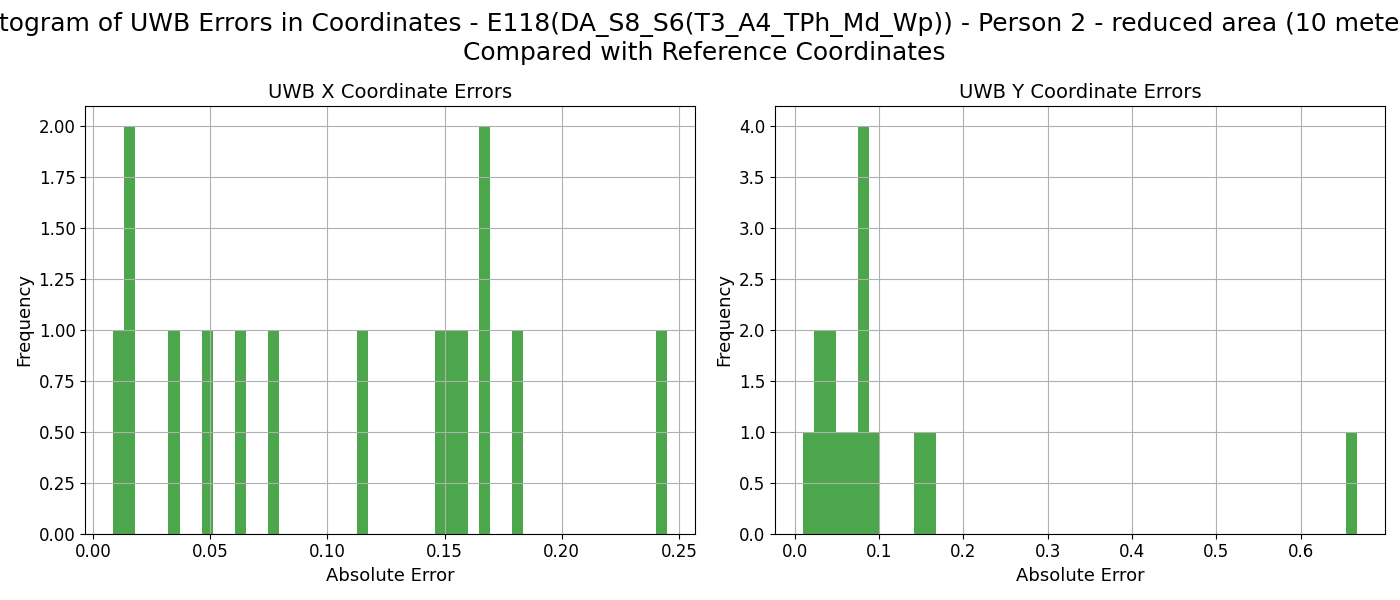 togram of UWB Errors in Coordinates - E118(DA_S8_S6(T3_A4_TPh_Md_Wp)) - Person 2 - reduced area (10 mete
Compared with Reference Coordinates
UWB X Coordinate Errors
2.00
1.75
1.50
1.25
1.00
0.75
0.50
0.25
0.00
Frequency
0.00 0.05 0.10 0.15 0.20 0.25
Absolute Error
UWB Y Coordinate Errors
4.0
3.5
3.0
2.5
2.0
1.5
1.0
0.5
0.0
Frequency
0.0 0.1 0.2 0.3 0.4 0.5 0.6
Absolute Error